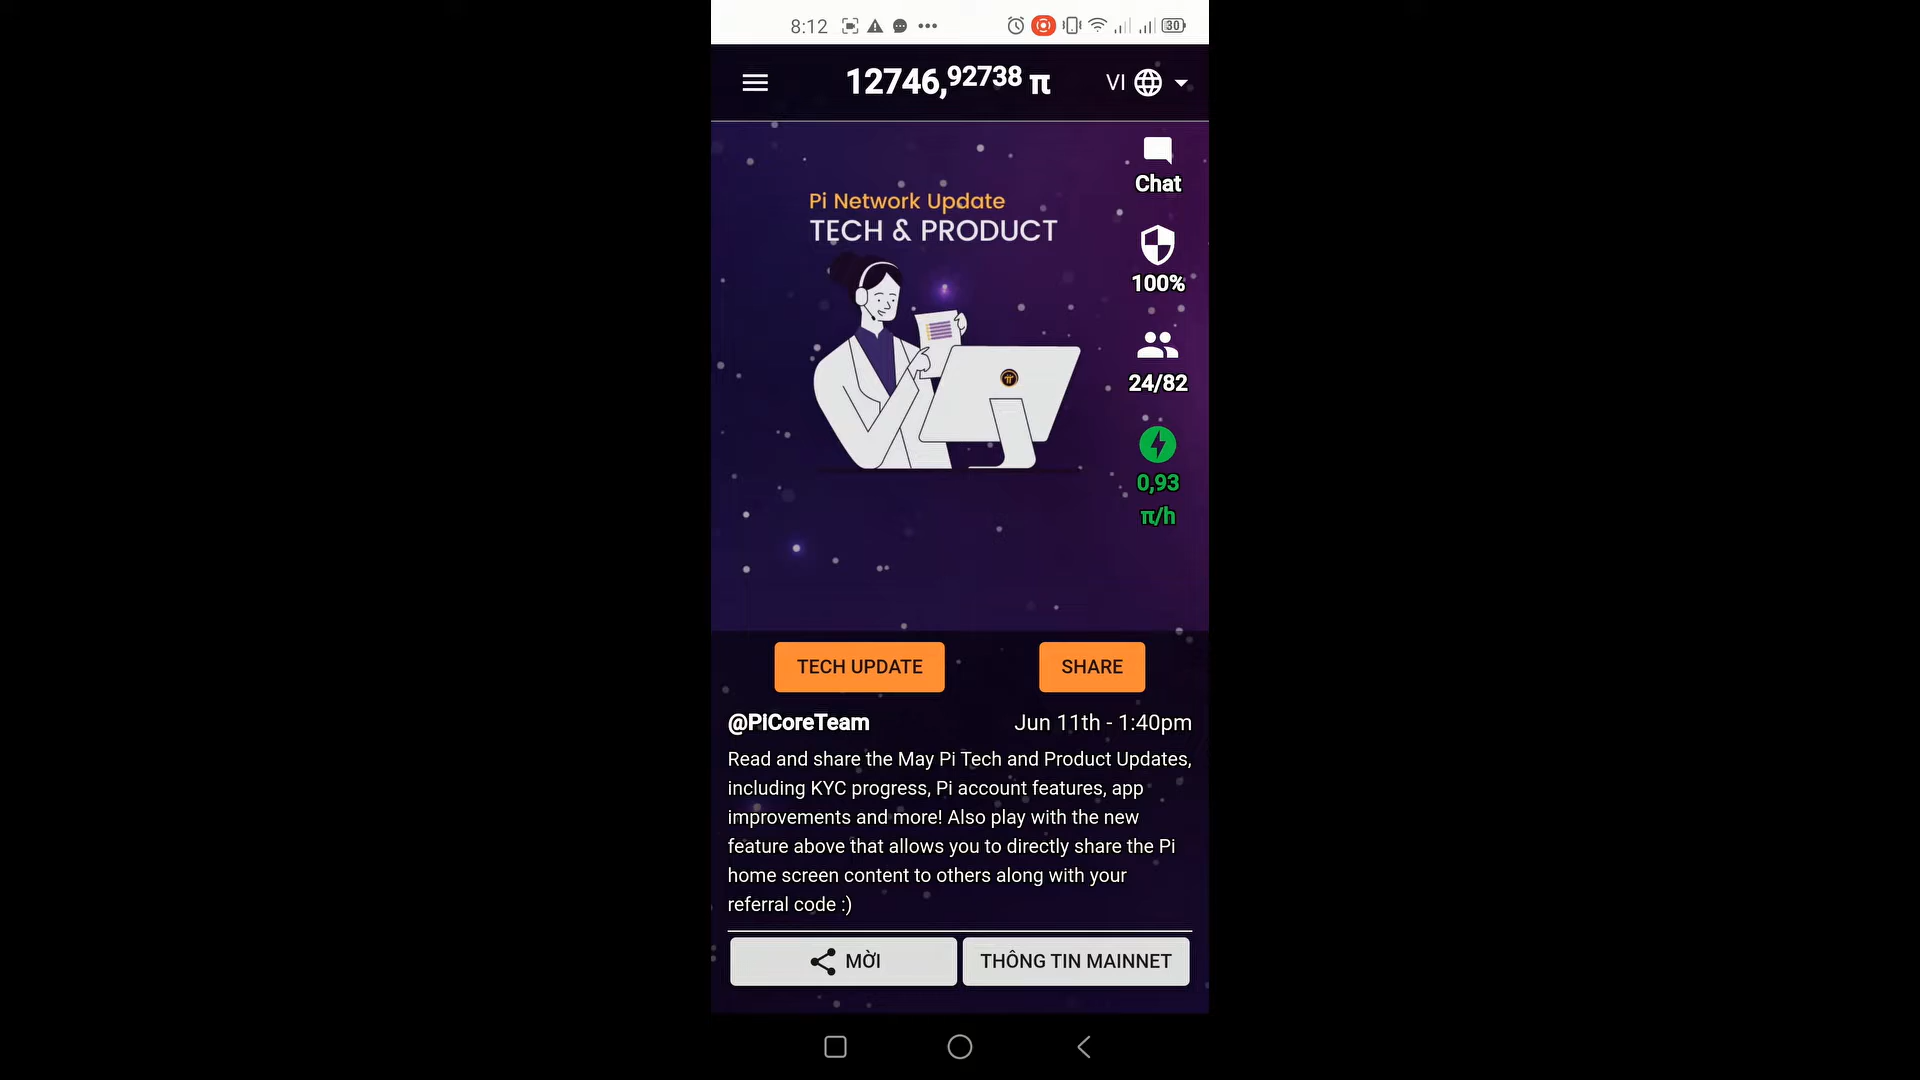 8:12
30
12746,92738 π
VI
Chat
Pi Network Update
TECH & PRODUCT
100%
24/82
0,93
π/h
TECH UPDATE
SHARE
@PiCoreTeam
Jun 11th - 1:40pm
Read and share the May Pi Tech and Product Updates,
including KYC progress, Pi account features, app
improvements and more! Also play with the new
feature above that allows you to directly share the Pi
home screen content to others along with your
referral code :)
MỜI
THÔNG TIN MAINNET